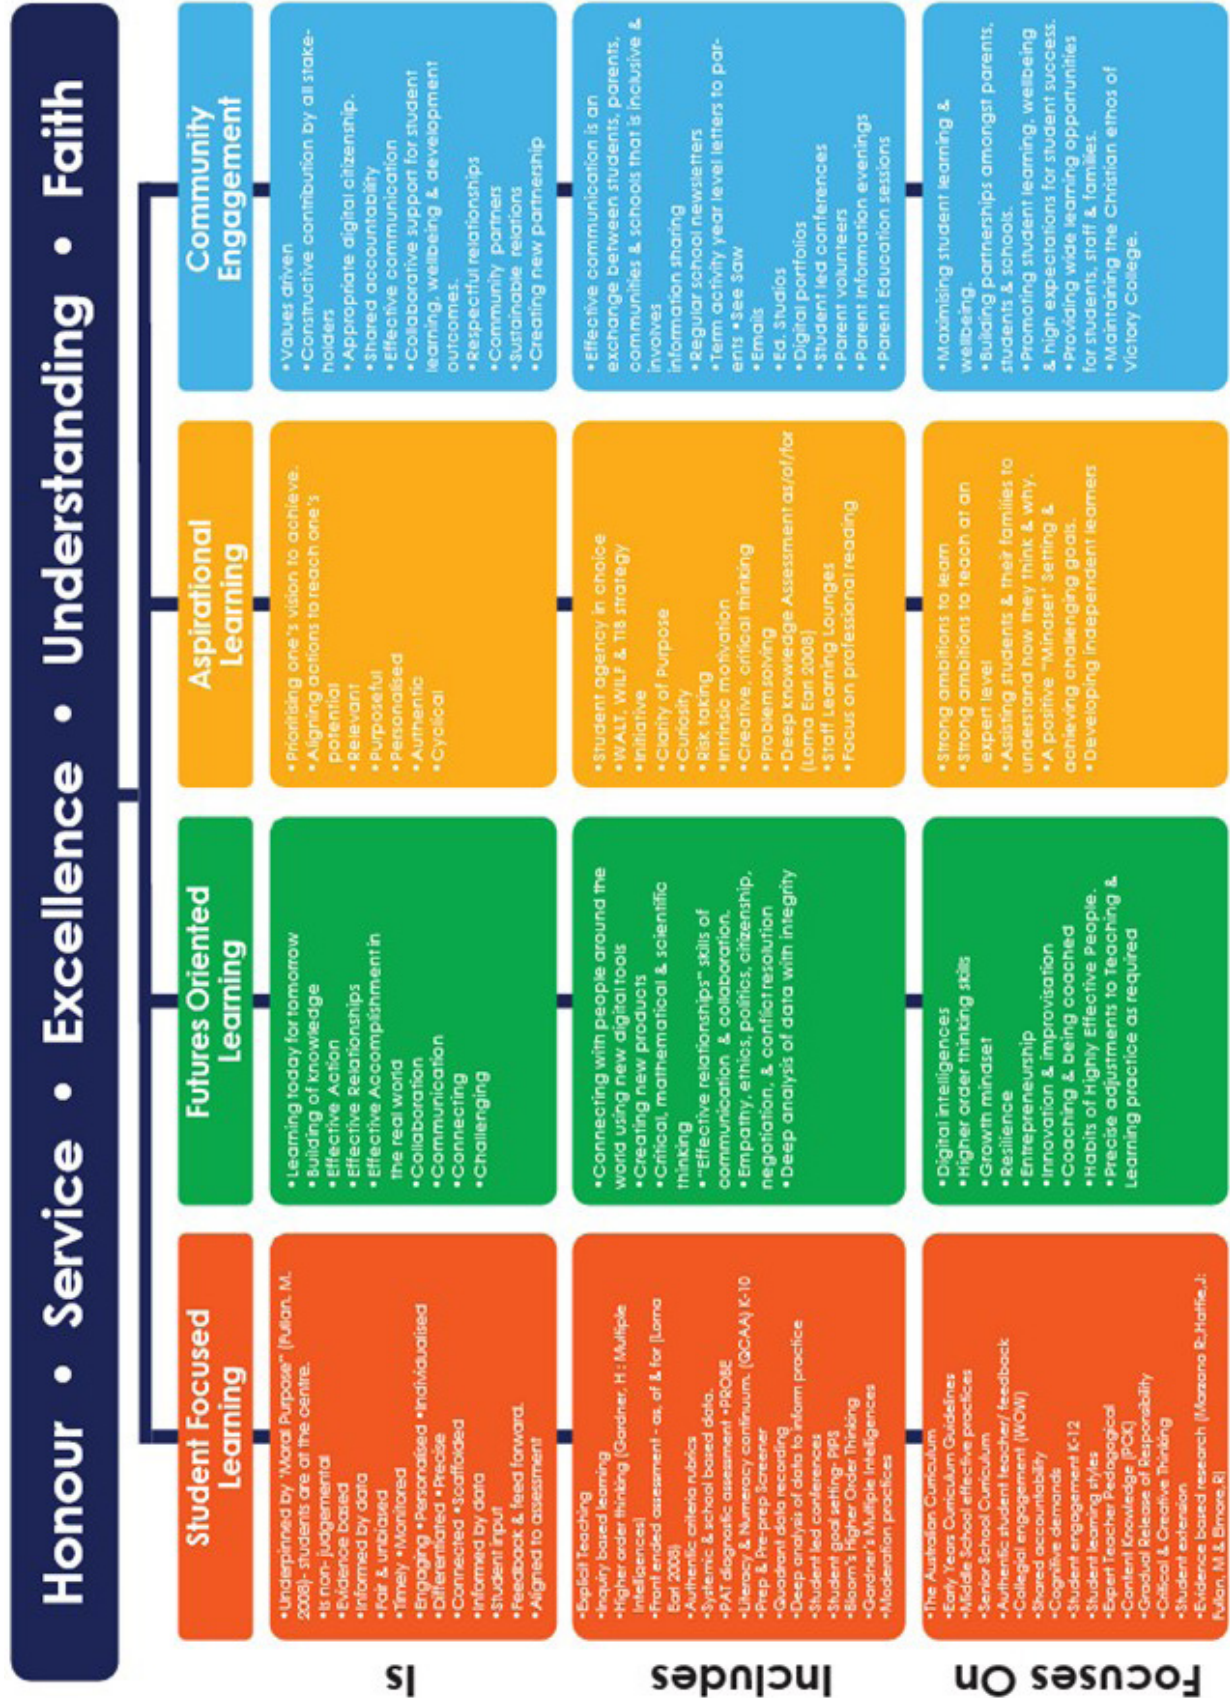 Honour • Service • Excellence • Understanding • Faith
Student Focused
Learning
Futures Oriented
Learning
Aspirational
Learning
Community
Engagement
Is
• Underpinned by "Moral Purpose" (Fullan. M.
2008)- students are at the centre.
• Is non- judgemental
• Evidence based
• Informed by data
• Fair & unbiased
• Timely • Monitored
• Engaging • Personalised • Individualised
• Differentiated • Precise
• Connected • Scaffolded
• Informed by data
• Student input
• Feedback & feed forward.
• Aligned to assessment
• Learning today for tomorrow
• Building of knowledge
• Effective Action
• Effective Relationships
• Effective Accomplishment in
the real world
• Collaboration
• Communication
• Connecting
• Challenging
• Prioritising one's vision to achieve.
• Aligning actions to reach one's
potential
• Relevant
• Purposeful
• Personalised
• Authentic
• Cyclical
• Values driven
• Constructive contribution by all stake-
holders
• Appropriate digital citizenship.
• Shared accountability
• Effective communication
• Collaborative support for student
learning, wellbeing & development
outcomes.
• Respectful relationships
• Community partners
• Sustainable relations
• Creating new partnership
Includes
• Explicit Teaching
• Inquiry based learning
• Higher order thinking (Gardner, H : Multiple
Intelligences)
• Front ended assessment - as, of & for [Lorna
Earl 2008)
• Authentic criteria rubrics
• Systemic & school based data.
• PAT diagnostic assessment • PROBE
• Literacy & Numeracy continuum. (QCAA) K-10
• Prep & Pre-prep Screener
• Quadrant data recording
• Deep analysis of data to inform practice
• Student led conferences
• Student goal setting- PIPS
• Bloom's Higher Order Thinking
• Gardner's Multiple Intelligences
• Moderation practices
• Connecting with people around the
world using new digital tools
• Creating new products
• Critical, mathematical & scientific
thinking
• "Effective relationships" skills of
communication & collaboration.
• Empathy, ethics, politics, citizenship,
negotiation, & conflict resolution
• Deep analysis of data with integrity
• Student agency in choice
• WALT, WILF & TIB strategy
• Initiative
• Clarity of Purpose
• Curiosity
• Risk taking
• Intrinsic motivation
• Creative, critical thinking
• Problem solving
• Deep knowledge Assessment as/of/for
(Lorna Earl 2008)
• Staff Learning Lounges
• Focus on professional reading
• Effective communication is an
exchange between students, parents,
communities & schools that is inclusive &
involves
information sharing
• Regular school newsletters
• Term activity year level letters to par-
ents • See Saw
• Emails
• Ed. Studios
• Digital portfolios
• Student led conferences
• Parent volunteers
• Parent Information evenings
• Parent Education sessions
Focuses On
• The Australian Curriculum
• Early Years Curriculum Guidelines
• Middle School effective practices
• Senior School Curriculum
• Authentic student teacher/ feedback
• Collegial engagement (WOW)
• Shared accountability
• Cognitive demands
• Student engagement K-12
• Student learning styles
• Expert Teacher Pedagogical
• Content Knowledge (PCK)
• Gradual Release of Responsibility
• Critical & Creative Thinking
• Student extension
• Evidence based research (Marzano R;,Hattie,J:
Fullan, M & Elmore,R)
• Digital intelligences
• Higher order thinking skills
• Growth mindset
• Resilience
• Entrepreneurship
• Innovation & improvisation
• Coaching & being coached
• Habits of Highly Effective People.
• Precise adjustments to Teaching &
Learning practice as required
• Strong ambitions to learn
• Strong ambitions to teach at an
expert level
• Assisting students & their families to
understand how they think & why.
• A positive "Mindset' Setting &
achieving challenging goals.
• Developing independent learners
• Maximising student learning &
wellbeing.
• Building partnerships amongst parents,
students & schools.
• Promoting student learning, wellbeing
& high expectations for student success.
• Providing wide learning opportunities
for students, staff & families.
• Maintaining the Christian ethos of
Victory College.